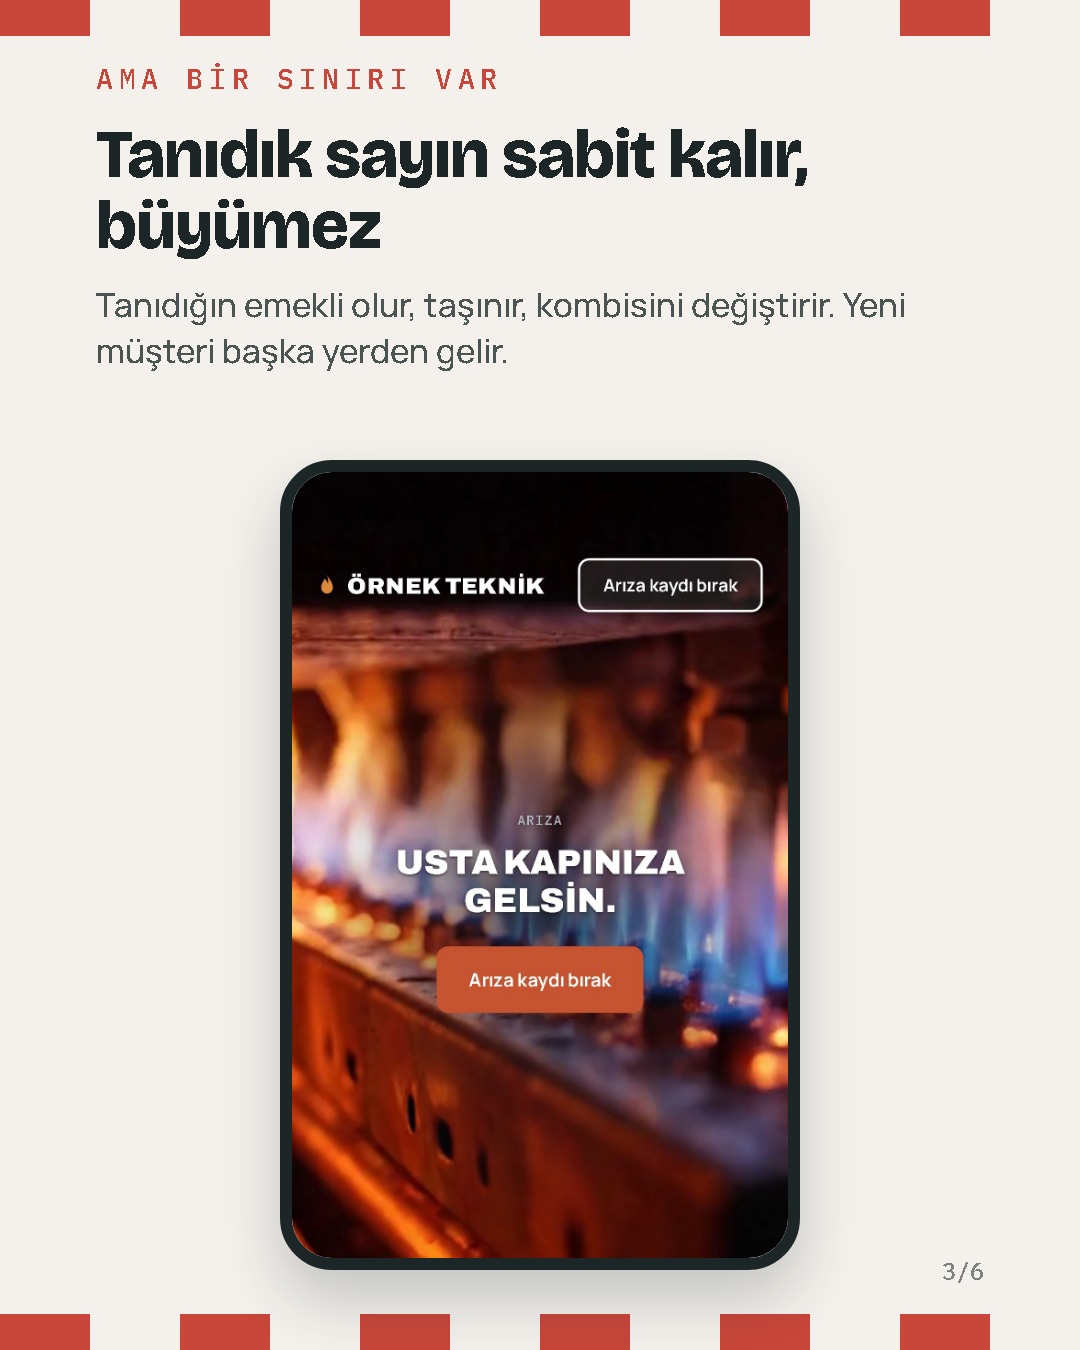 AMA BİR SINIRI VAR
Tanıdık sayın sabit kalır,
büyümez
Tanıdığın emekli olur, taşınır, kombisini değiştirir. Yeni
müşteri başka yerden gelir.
ÖRNEK TEKNİK
Arıza kaydı bırak
ARIZA
USTA KAPINIZA
GELSİN.
Arıza kaydı bırak
3/6